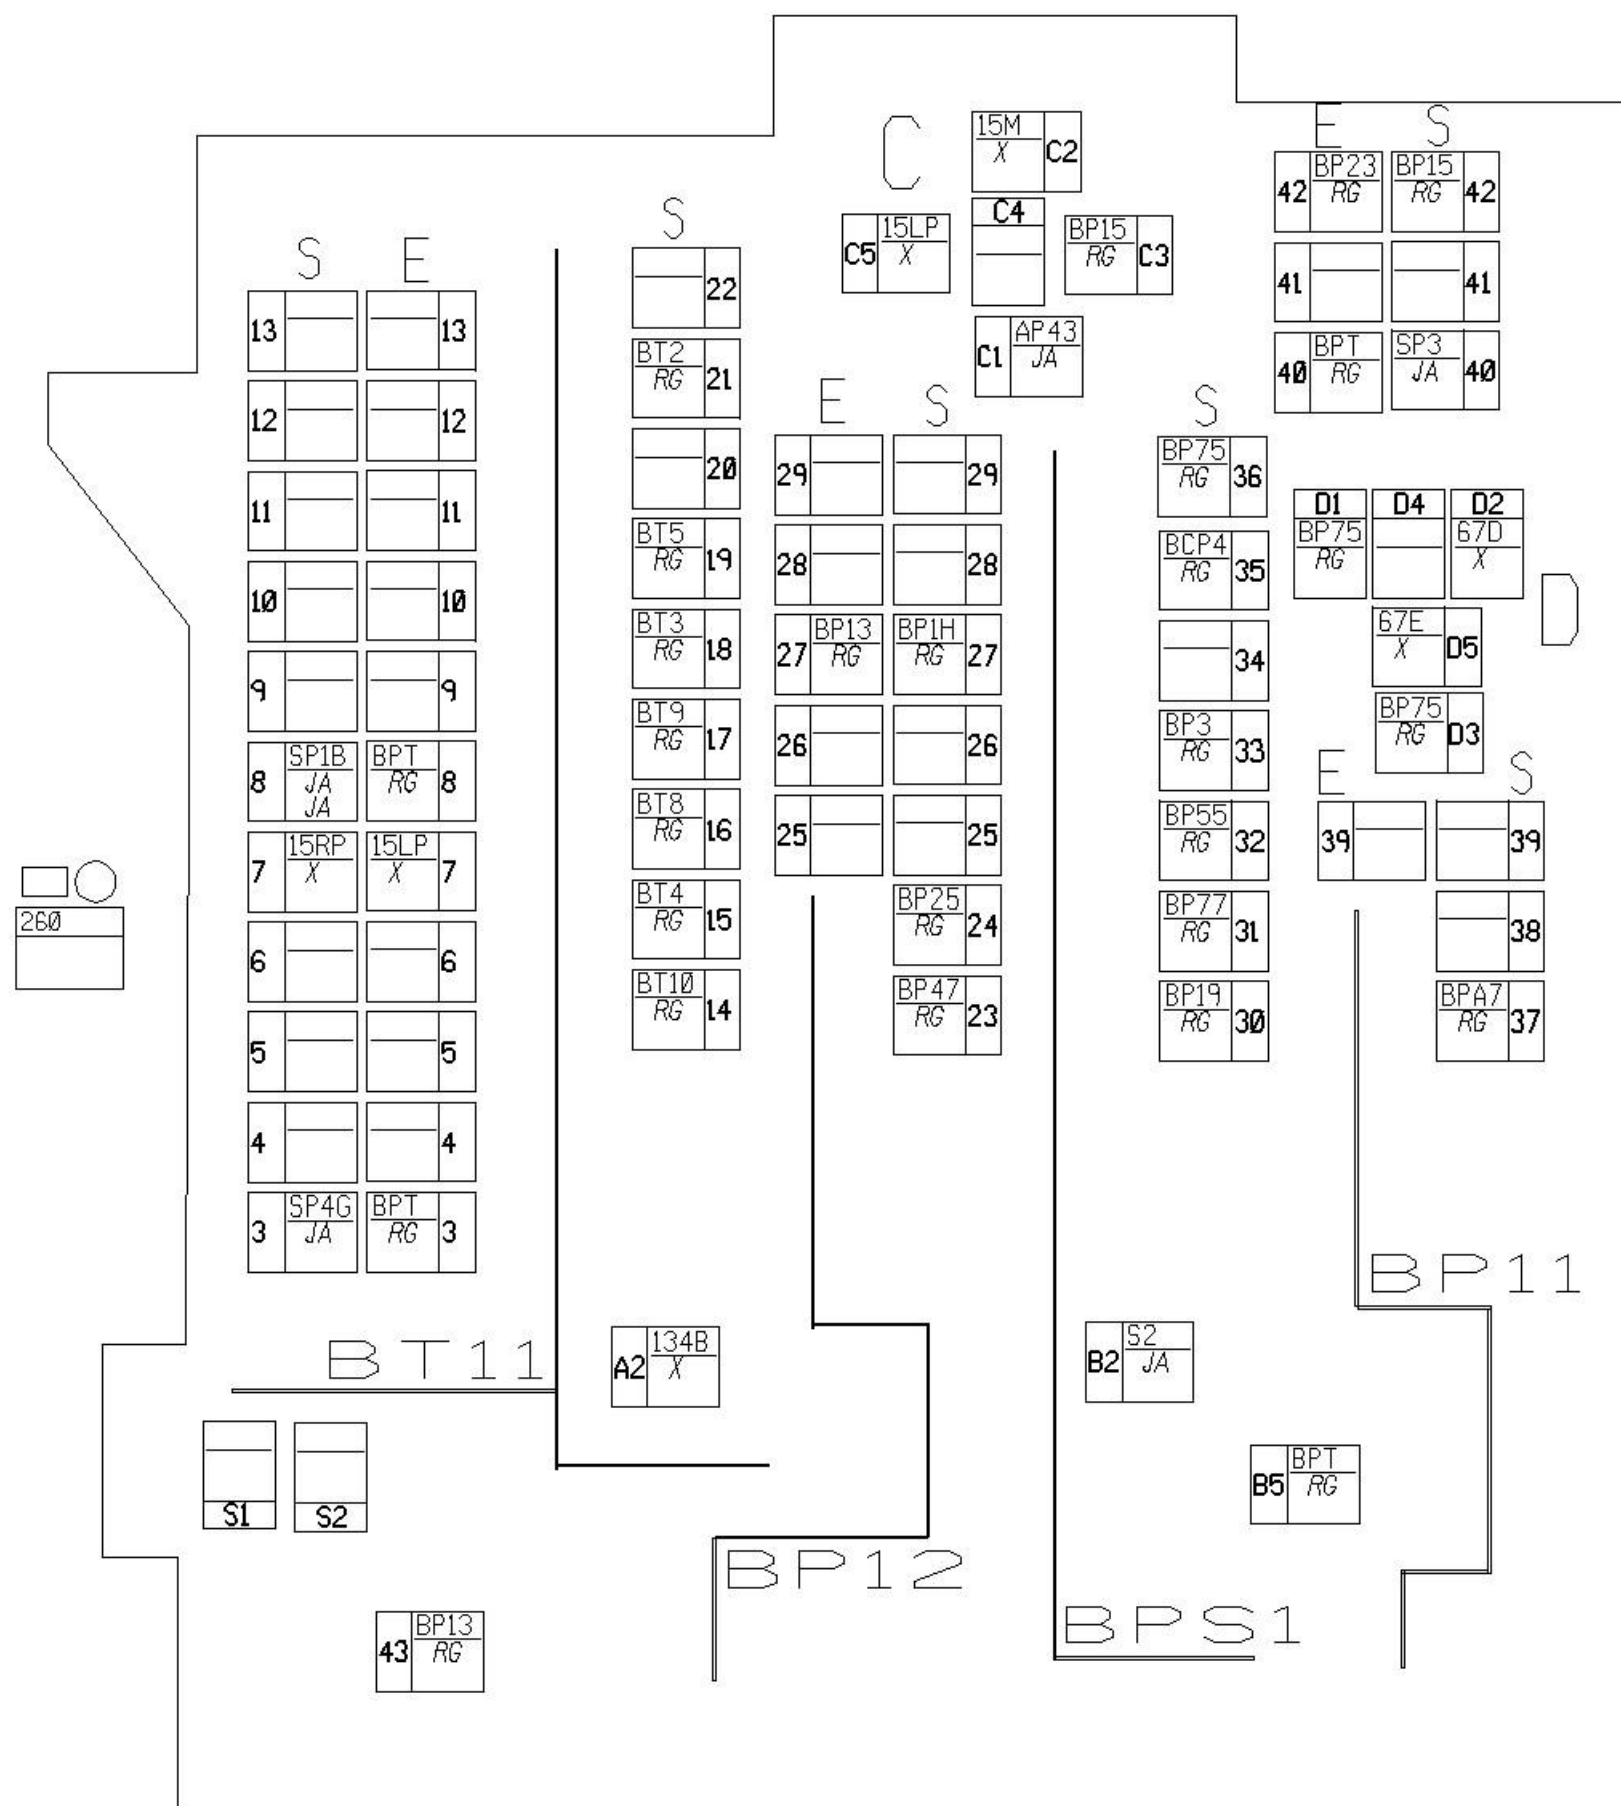 C
15M
X
C2
C4
15LP
X
C5
BP15
RG
C3
AP43
JA
C1
E
S
BP23
RG
42
BP15
RG
42
41
41
BPT
RG
40
SP3
JA
40
S
E
13
13
12
12
11
11
10
10
9
9
8
SP1B
JA
JA
BPT
RG
8
7
15RP
X
15LP
X
7
6
6
5
5
4
4
3
SP4G
JA
BPT
RG
3
260
S
22
BT2
RG
21
20
BT5
RG
19
BT3
RG
18
BT9
RG
17
BT8
RG
16
BT4
RG
15
BT10
RG
14
E
S
29
29
28
28
27
BP13
RG
BP1H
RG
27
26
26
25
25
BP25
RG
24
BP47
RG
23
S
BP75
RG
36
BCP4
RG
35
34
BP3
RG
33
BP55
RG
32
BP77
RG
31
BP19
RG
30
D1
BP75
RG
D4
D2
67D
X
67E
X
D5
BP75
RG
D3
D
E
S
39
39
38
BPA7
RG
37
BP11
BT11
A2
134B
X
B2
S2
JA
B5
BPT
RG
S1
S2
BP12
BPS1
43
BP13
RG